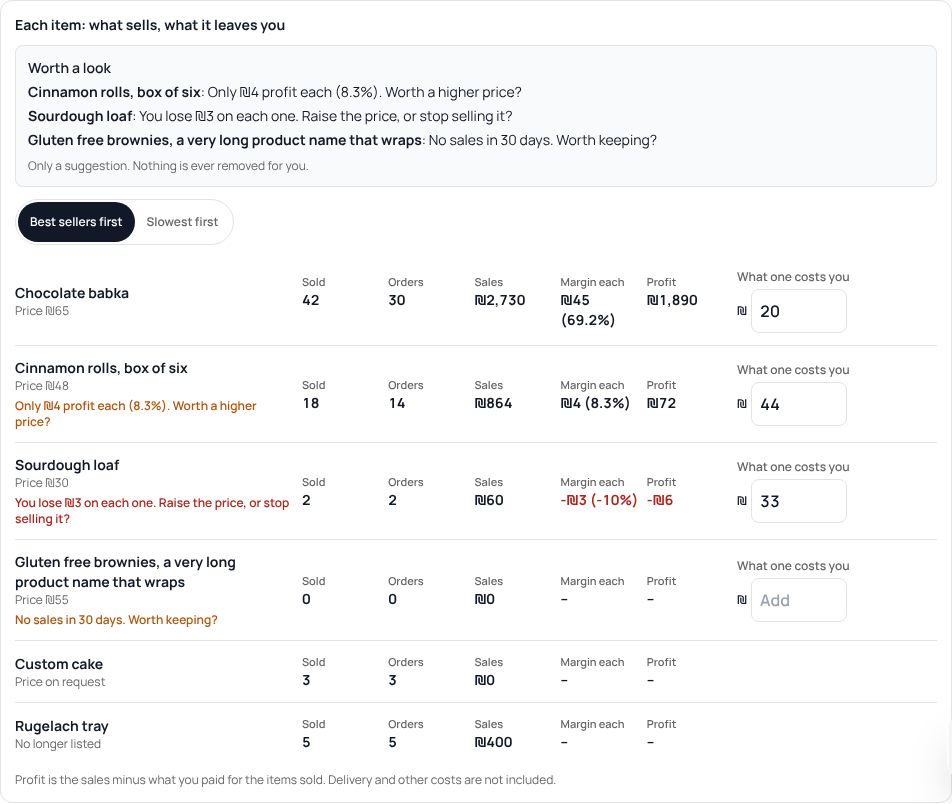 Each item: what sells, what it leaves you
Worth a look
Cinnamon rolls, box of six: Only ₪4 profit each (8.3%). Worth a higher price?
Sourdough loaf: You lose ₪3 on each one. Raise the price, or stop selling it?
Gluten free brownies, a very long product name that wraps: No sales in 30 days. Worth keeping?
Only a suggestion. Nothing is ever removed for you.
Best sellers first Slowest first
Chocolate babka
Price ₪65
Sold Orders Sales Margin each Profit What one costs you
42 30 ₪2,730 ₪45 ₪1,890 ₪ 20
(69.2%)
Cinnamon rolls, box of six
Price ₪48
Only ₪4 profit each (8.3%). Worth a higher
price?
Sold Orders Sales Margin each Profit What one costs you
18 14 ₪864 ₪4 (8.3%) ₪72 ₪ 44
Sourdough loaf
Price ₪30
You lose ₪3 on each one. Raise the price, or stop
selling it?
Sold Orders Sales Margin each Profit What one costs you
2 2 ₪60 -₪3 (-10%) -₪6 ₪ 33
Gluten free brownies, a very long
product name that wraps
Price ₪55
No sales in 30 days. Worth keeping?
Sold Orders Sales Margin each Profit What one costs you
0 0 ₪0 – – ₪ Add
Custom cake
Price on request
Sold Orders Sales Margin each Profit
3 3 ₪0 – –
Rugelach tray
No longer listed
Sold Orders Sales Margin each Profit
5 5 ₪400 – –
Profit is the sales minus what you paid for the items sold. Delivery and other costs are not included.